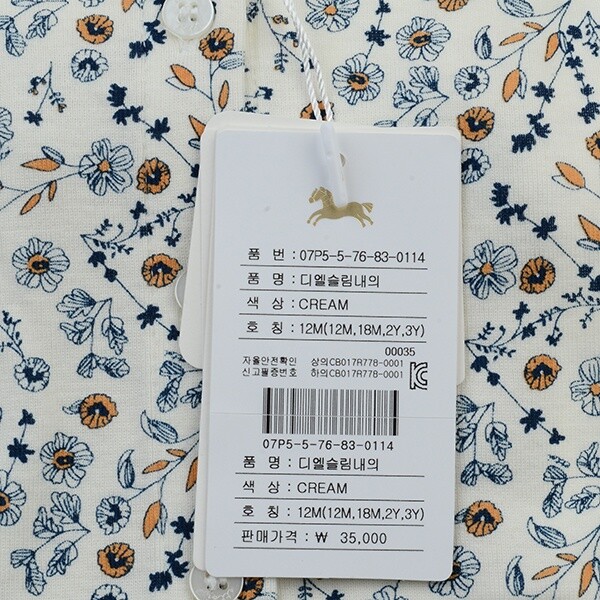 품 번 : 07P5-5-76-83-0114
품 명 : 디엘슬림내의
색 상 : CREAM
호 칭 : 12M(12M,18M,2Y,3Y)
00035
자율안전확인 상의CB017R778-0001
신고필증번호 하의CB017R778-0001
07P5-5-76-83-0114
품 명 : 디엘슬림내의
색 상 : CREAM
호 칭 : 12M(12M,18M,2Y,3Y)
판매가격 : ₩ 35,000